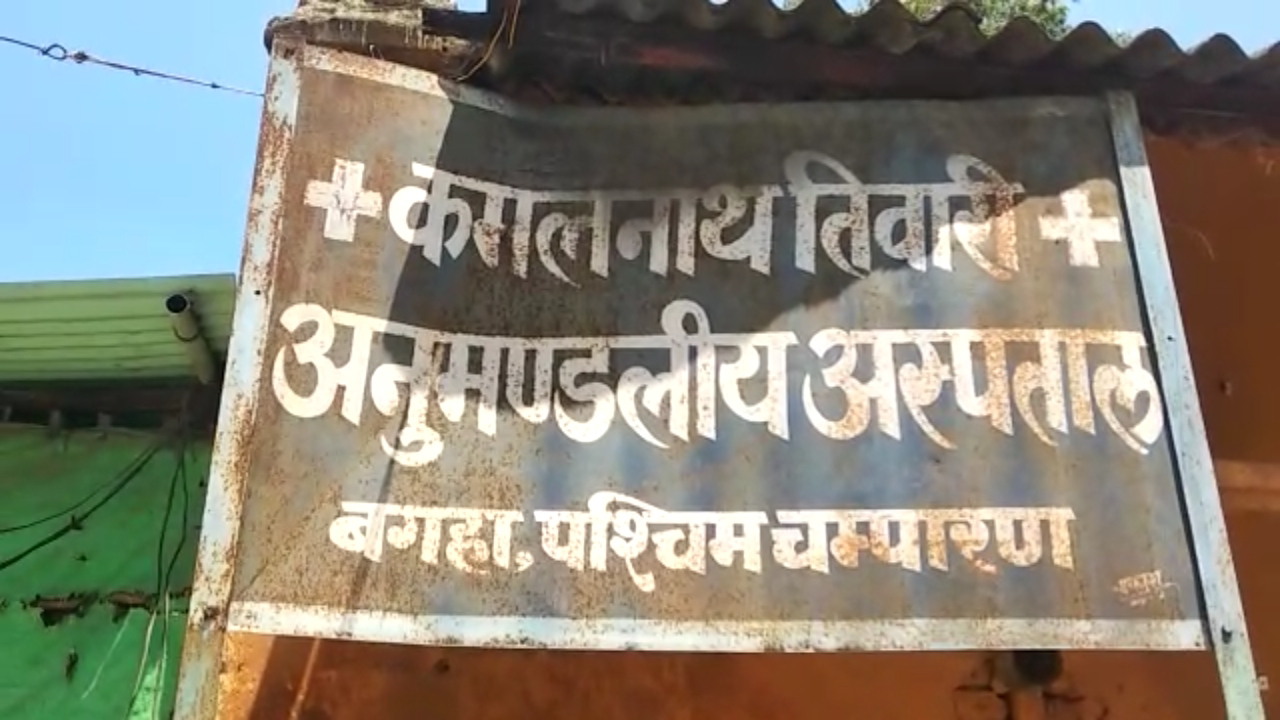 + कमलनाथ तिवारी +
अनुमण्डलीय अस्पताल
बगहा, पश्चिम चम्पारण